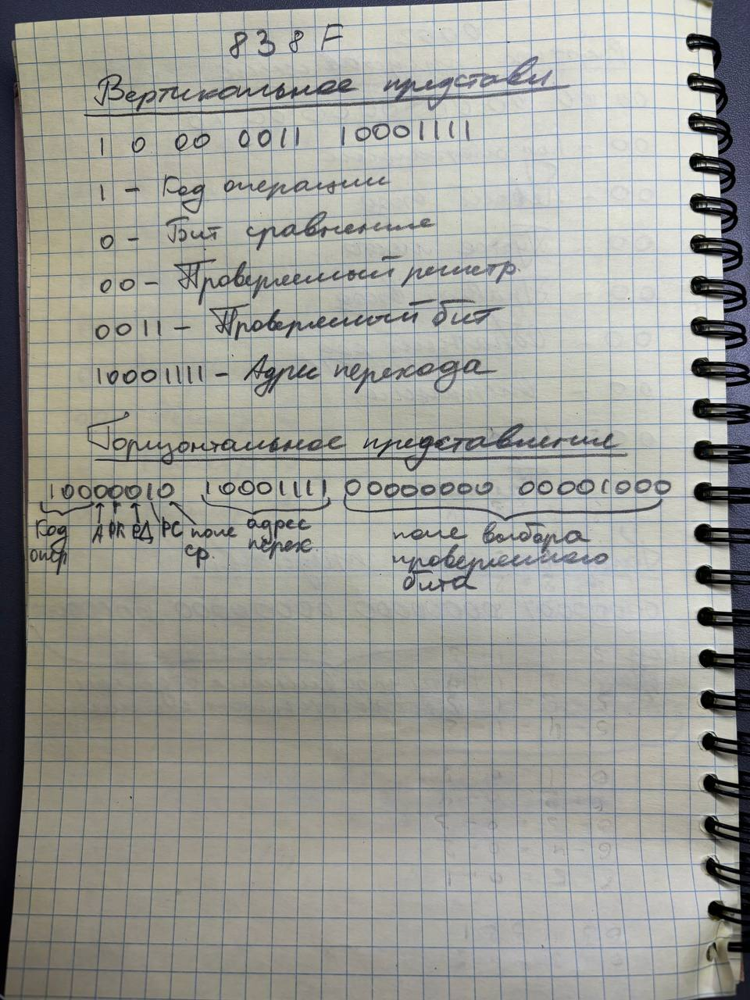 838F
Вертикальное представл
1 0 00 0011 10001111
1 - Код операции
0 - Бит сравнение
00 - Проверяемый регистр.
0011 - Проверяемый бит
10001111 - Адрес перехода
Горизонтальное представление
10000010 10001111 00000000 00001000
Код опер А РК РД РС поле ср. адрес перех. поле выбора проверяемого бита